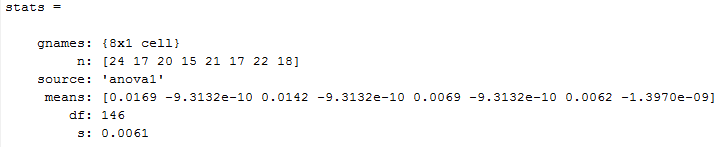 stats =
gnames: {8x1 cell}
n: [24 17 20 15 21 17 22 18]
source: 'anova1'
means: [0.0169 -9.3132e-10 0.0142 -9.3132e-10 0.0069 -9.3132e-10 0.0062 -1.3970e-09]
df: 146
s: 0.0061